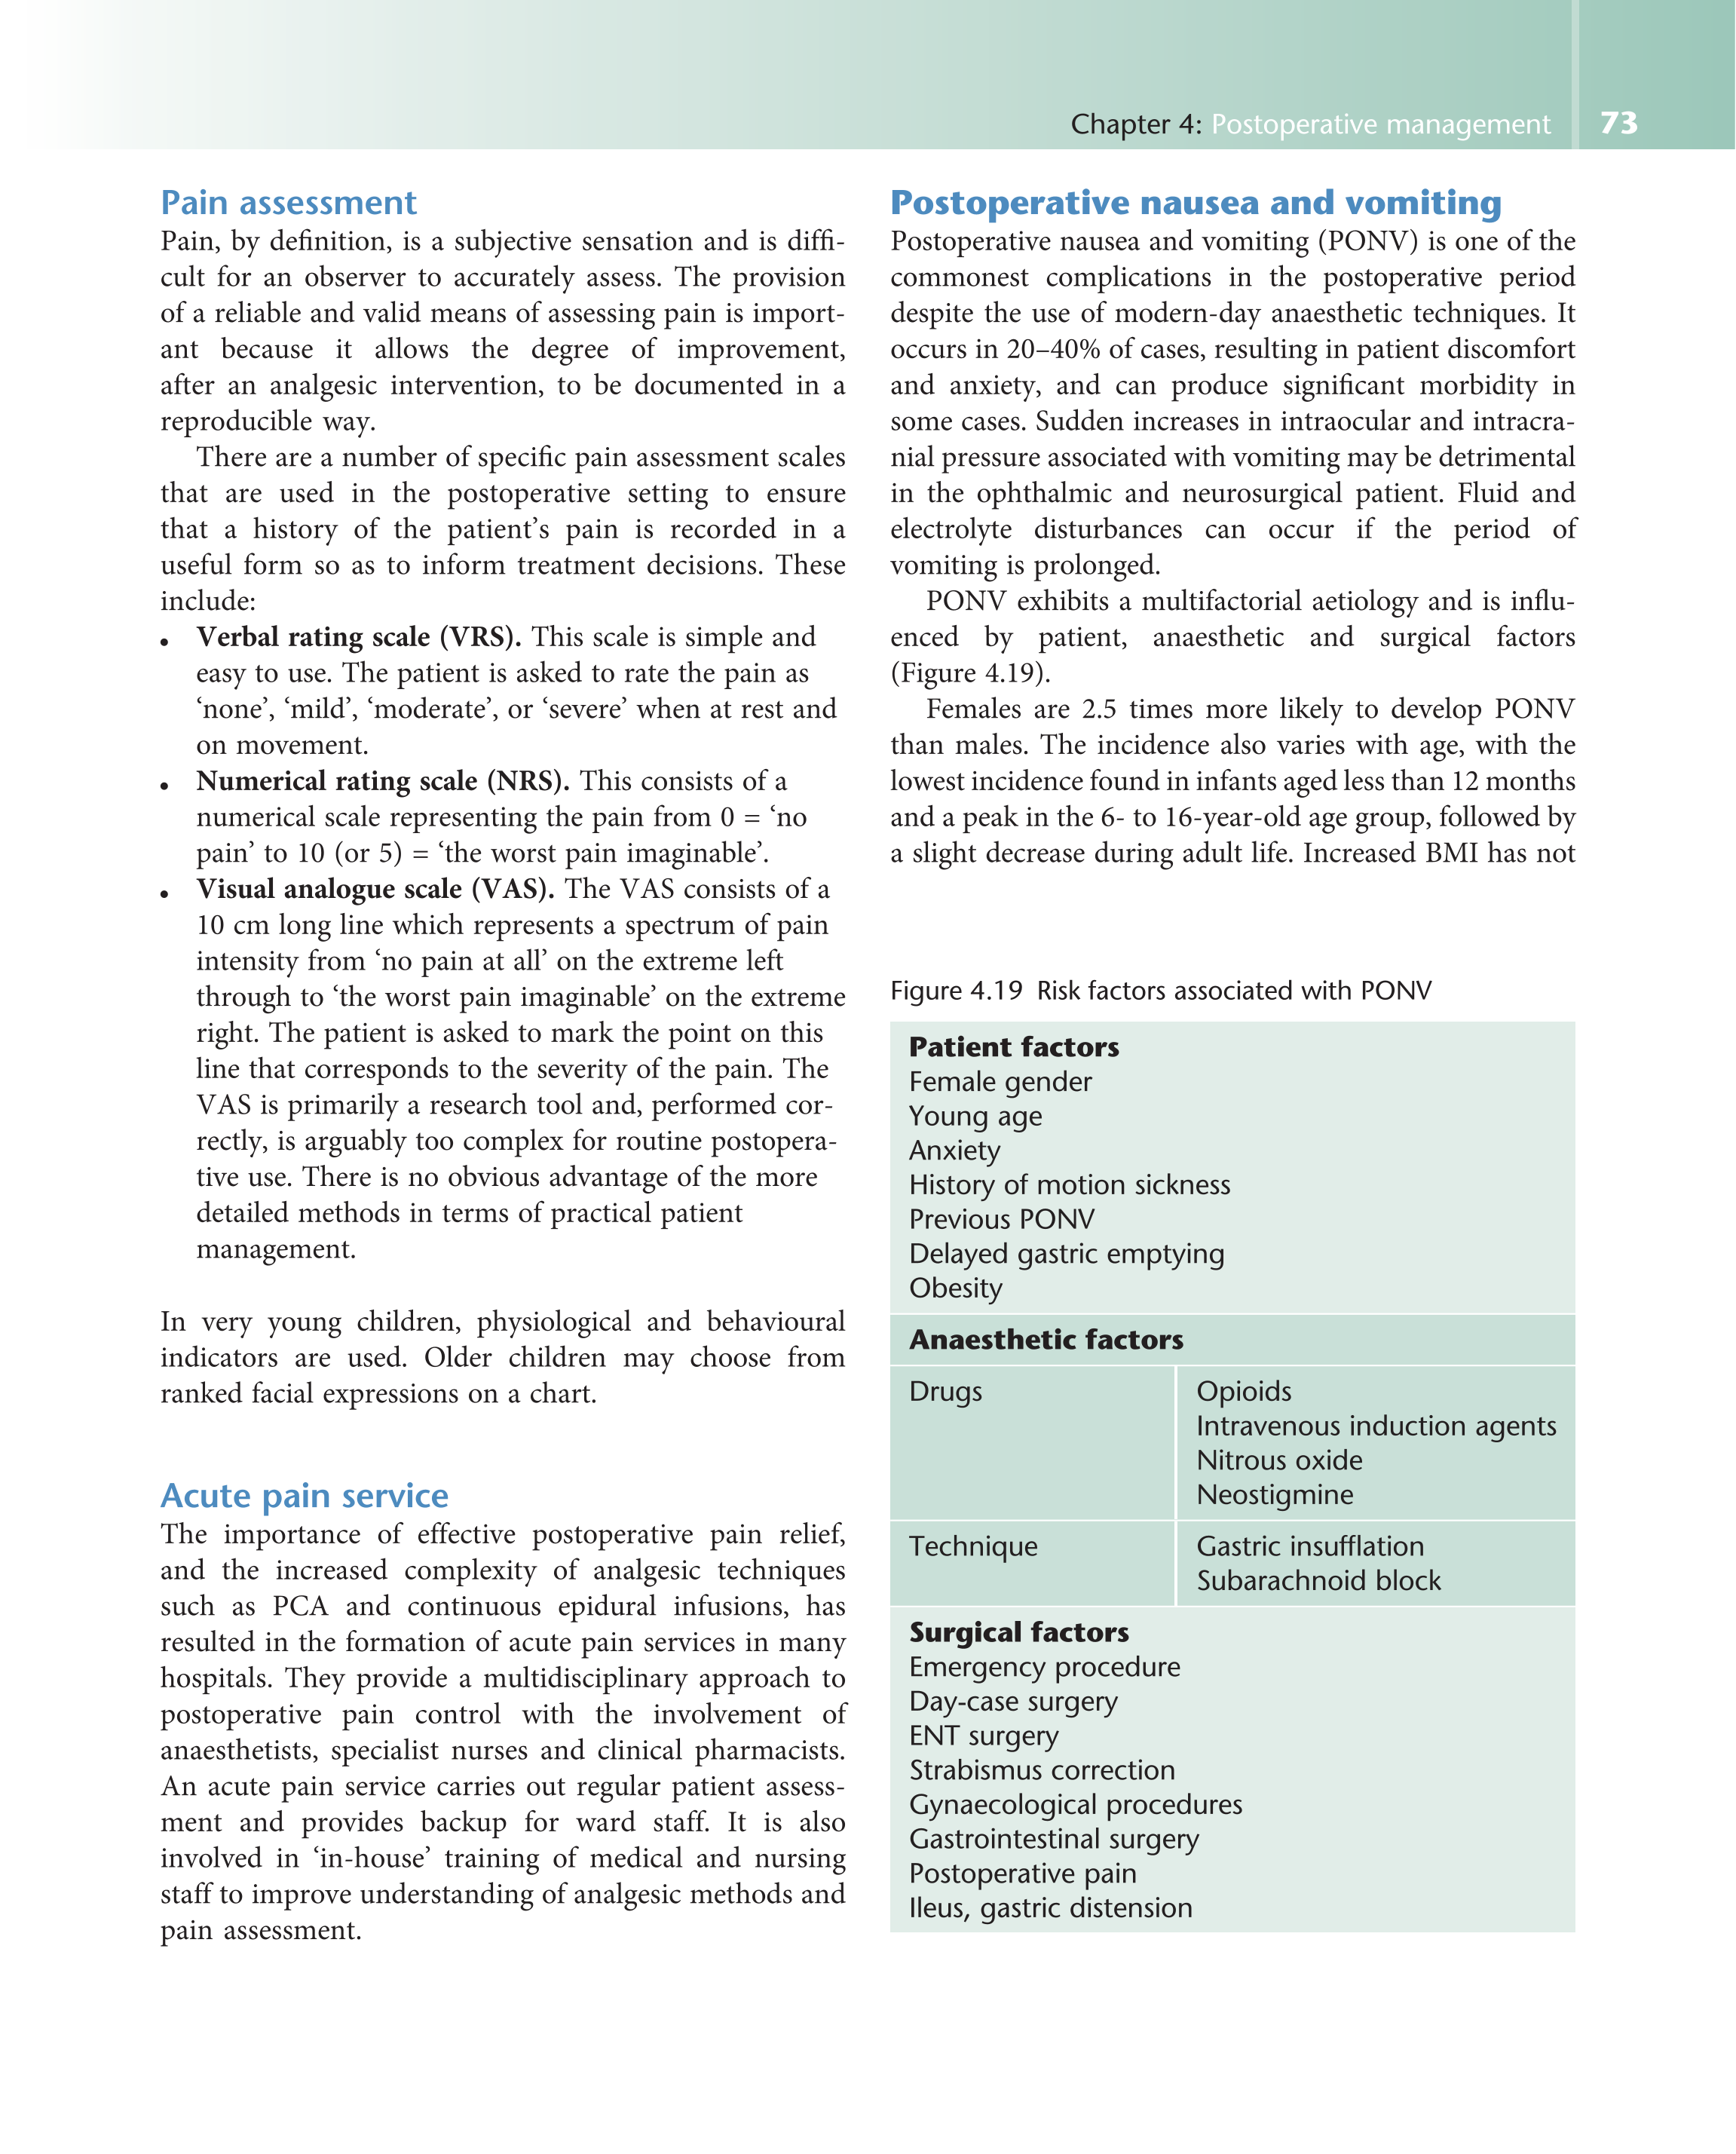 Chapter 4: Postoperative management 73
Pain assessment
Pain, by definition, is a subjective sensation and is diffi-
cult for an observer to accurately assess. The provision
of a reliable and valid means of assessing pain is import-
ant because it allows the degree of improvement,
after an analgesic intervention, to be documented in a
reproducible way.
There are a number of specific pain assessment scales
that are used in the postoperative setting to ensure
that a history of the patient’s pain is recorded in a
useful form so as to inform treatment decisions. These
include:
• Verbal rating scale (VRS). This scale is simple and
easy to use. The patient is asked to rate the pain as
‘none’, ‘mild’, ‘moderate’, or ‘severe’ when at rest and
on movement.
• Numerical rating scale (NRS). This consists of a
numerical scale representing the pain from 0 = ‘no
pain’ to 10 (or 5) = ‘the worst pain imaginable’.
• Visual analogue scale (VAS). The VAS consists of a
10 cm long line which represents a spectrum of pain
intensity from ‘no pain at all’ on the extreme left
through to ‘the worst pain imaginable’ on the extreme
right. The patient is asked to mark the point on this
line that corresponds to the severity of the pain. The
VAS is primarily a research tool and, performed cor-
rectly, is arguably too complex for routine postopera-
tive use. There is no obvious advantage of the more
detailed methods in terms of practical patient
management.
In very young children, physiological and behavioural
indicators are used. Older children may choose from
ranked facial expressions on a chart.
Acute pain service
The importance of effective postoperative pain relief,
and the increased complexity of analgesic techniques
such as PCA and continuous epidural infusions, has
resulted in the formation of acute pain services in many
hospitals. They provide a multidisciplinary approach to
postoperative pain control with the involvement of
anaesthetists, specialist nurses and clinical pharmacists.
An acute pain service carries out regular patient assess-
ment and provides backup for ward staff. It is also
involved in ‘in-house’ training of medical and nursing
staff to improve understanding of analgesic methods and
pain assessment.
Postoperative nausea and vomiting
Postoperative nausea and vomiting (PONV) is one of the
commonest complications in the postoperative period
despite the use of modern-day anaesthetic techniques. It
occurs in 20–40% of cases, resulting in patient discomfort
and anxiety, and can produce significant morbidity in
some cases. Sudden increases in intraocular and intracra-
nial pressure associated with vomiting may be detrimental
in the ophthalmic and neurosurgical patient. Fluid and
electrolyte disturbances can occur if the period of
vomiting is prolonged.
PONV exhibits a multifactorial aetiology and is influ-
enced by patient, anaesthetic and surgical factors
(Figure 4.19).
Females are 2.5 times more likely to develop PONV
than males. The incidence also varies with age, with the
lowest incidence found in infants aged less than 12 months
and a peak in the 6- to 16-year-old age group, followed by
a slight decrease during adult life. Increased BMI has not
Figure 4.19 Risk factors associated with PONV
Patient factors
Female gender
Young age
Anxiety
History of motion sickness
Previous PONV
Delayed gastric emptying
Obesity
Anaesthetic factors
Drugs Opioids
Intravenous induction agents
Nitrous oxide
Neostigmine
Technique Gastric insufflation
Subarachnoid block
Surgical factors
Emergency procedure
Day-case surgery
ENT surgery
Strabismus correction
Gynaecological procedures
Gastrointestinal surgery
Postoperative pain
Ileus, gastric distension